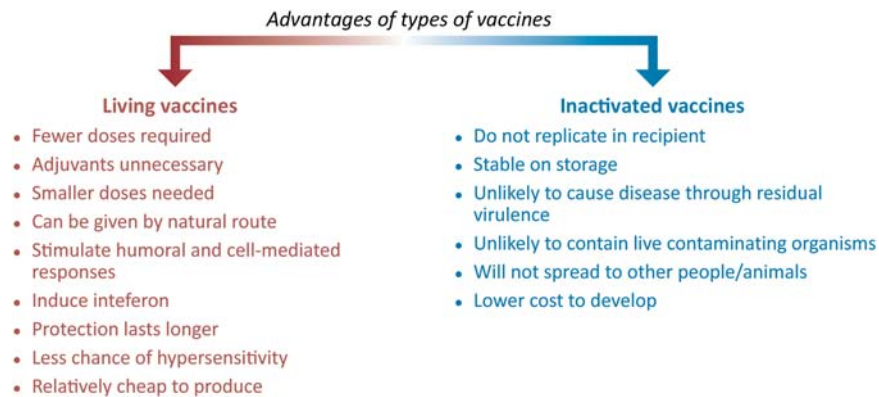 Advantages of types of vaccines
Living vaccines
• Fewer doses required
• Adjuvants unnecessary
• Smaller doses needed
• Can be given by natural route
• Stimulate humoral and cell-mediated
responses
• Induce inteferon
• Protection lasts longer
• Less chance of hypersensitivity
• Relatively cheap to produce
Inactivated vaccines
• Do not replicate in recipient
• Stable on storage
• Unlikely to cause disease through residual
virulence
• Unlikely to contain live contaminating organisms
• Will not spread to other people/animals
• Lower cost to develop